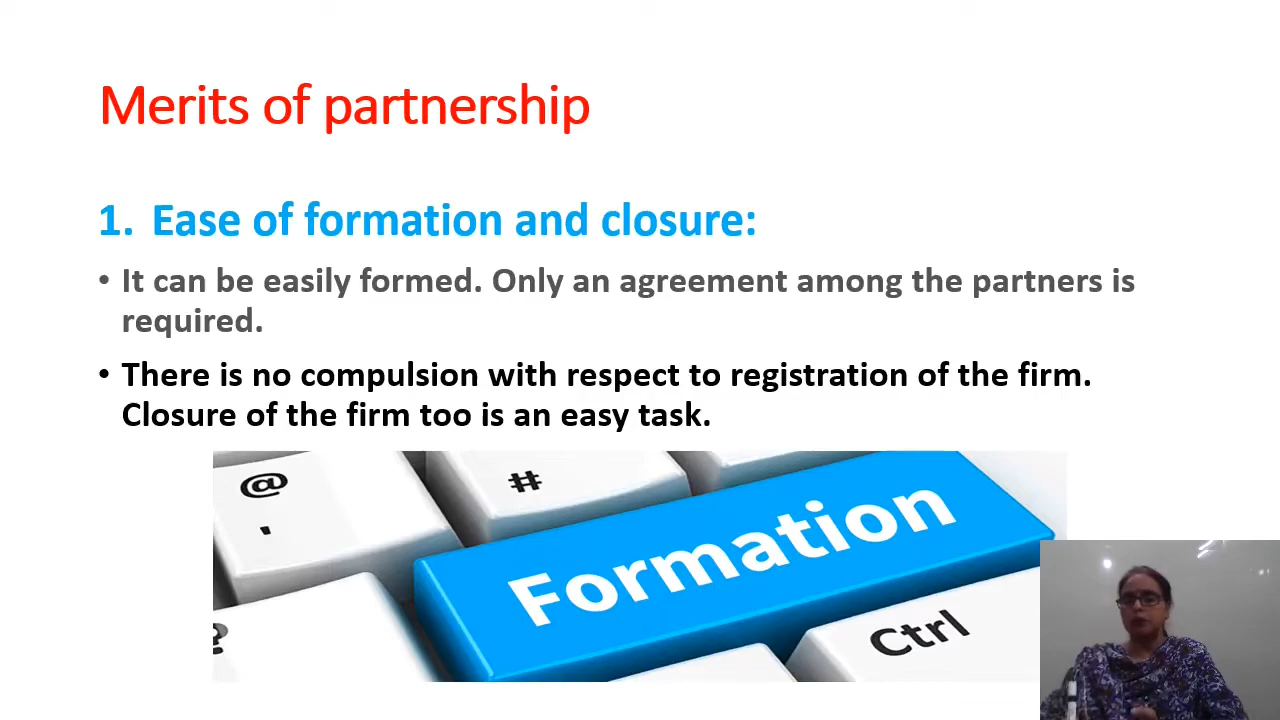 Merits of partnership
1. Ease of formation and closure:
• It can be easily formed. Only an agreement among the partners is
required.
• There is no compulsion with respect to registration of the firm.
Closure of the firm too is an easy task.
@
'
#
Formation
?
Ctrl